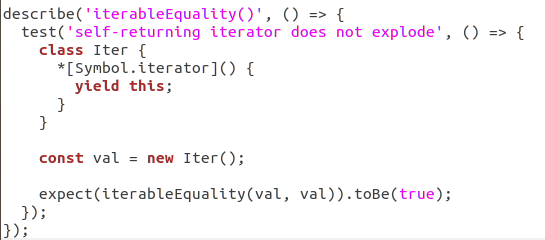 describe('iterableEquality()', () => {
  test('self-returning iterator does not explode', () => {
    class Iter {
      *[Symbol.iterator]() {
        yield this;
      }
    }

    const val = new Iter();

    expect(iterableEquality(val, val)).toBe(true);
  });
});